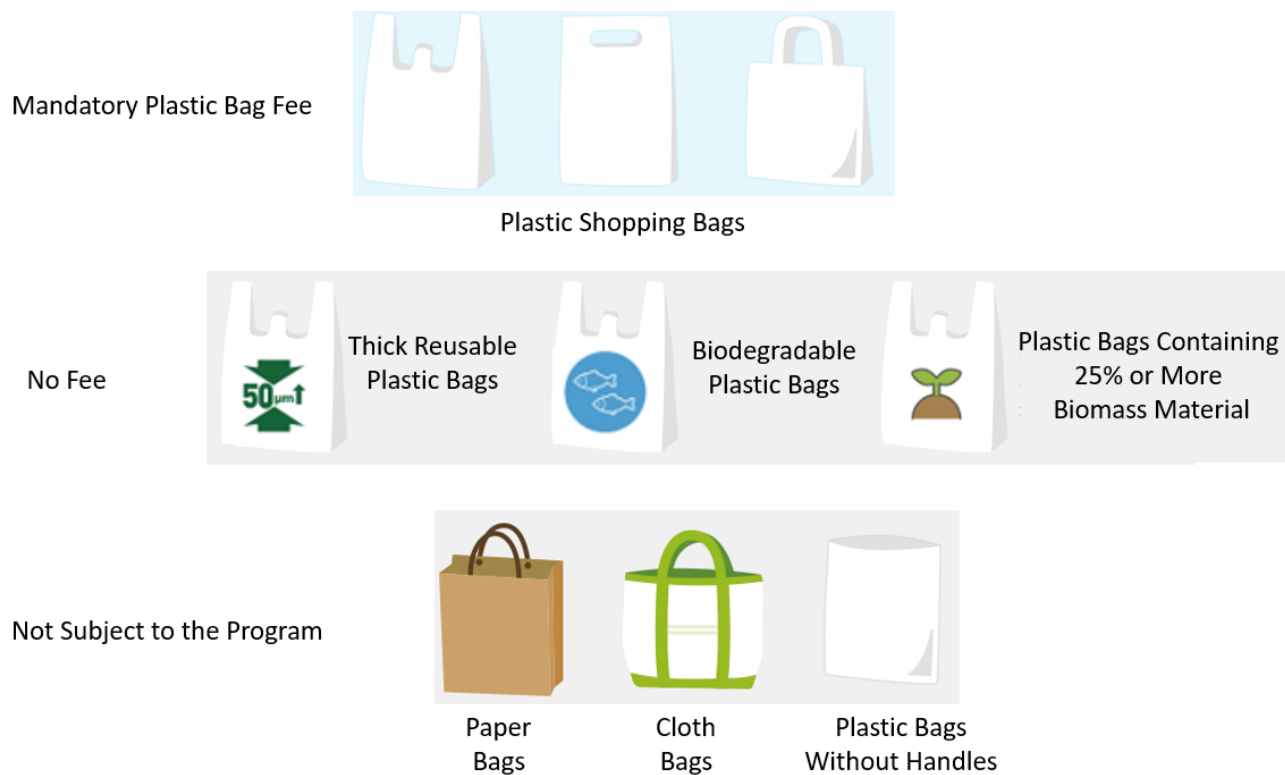 Mandatory Plastic Bag Fee
Plastic Shopping Bags
No Fee
50μm↑
Thick Reusable
Plastic Bags
Biodegradable
Plastic Bags
Plastic Bags Containing
25% or More
Biomass Material
Not Subject to the Program
Paper
Bags
Cloth
Bags
Plastic Bags
Without Handles